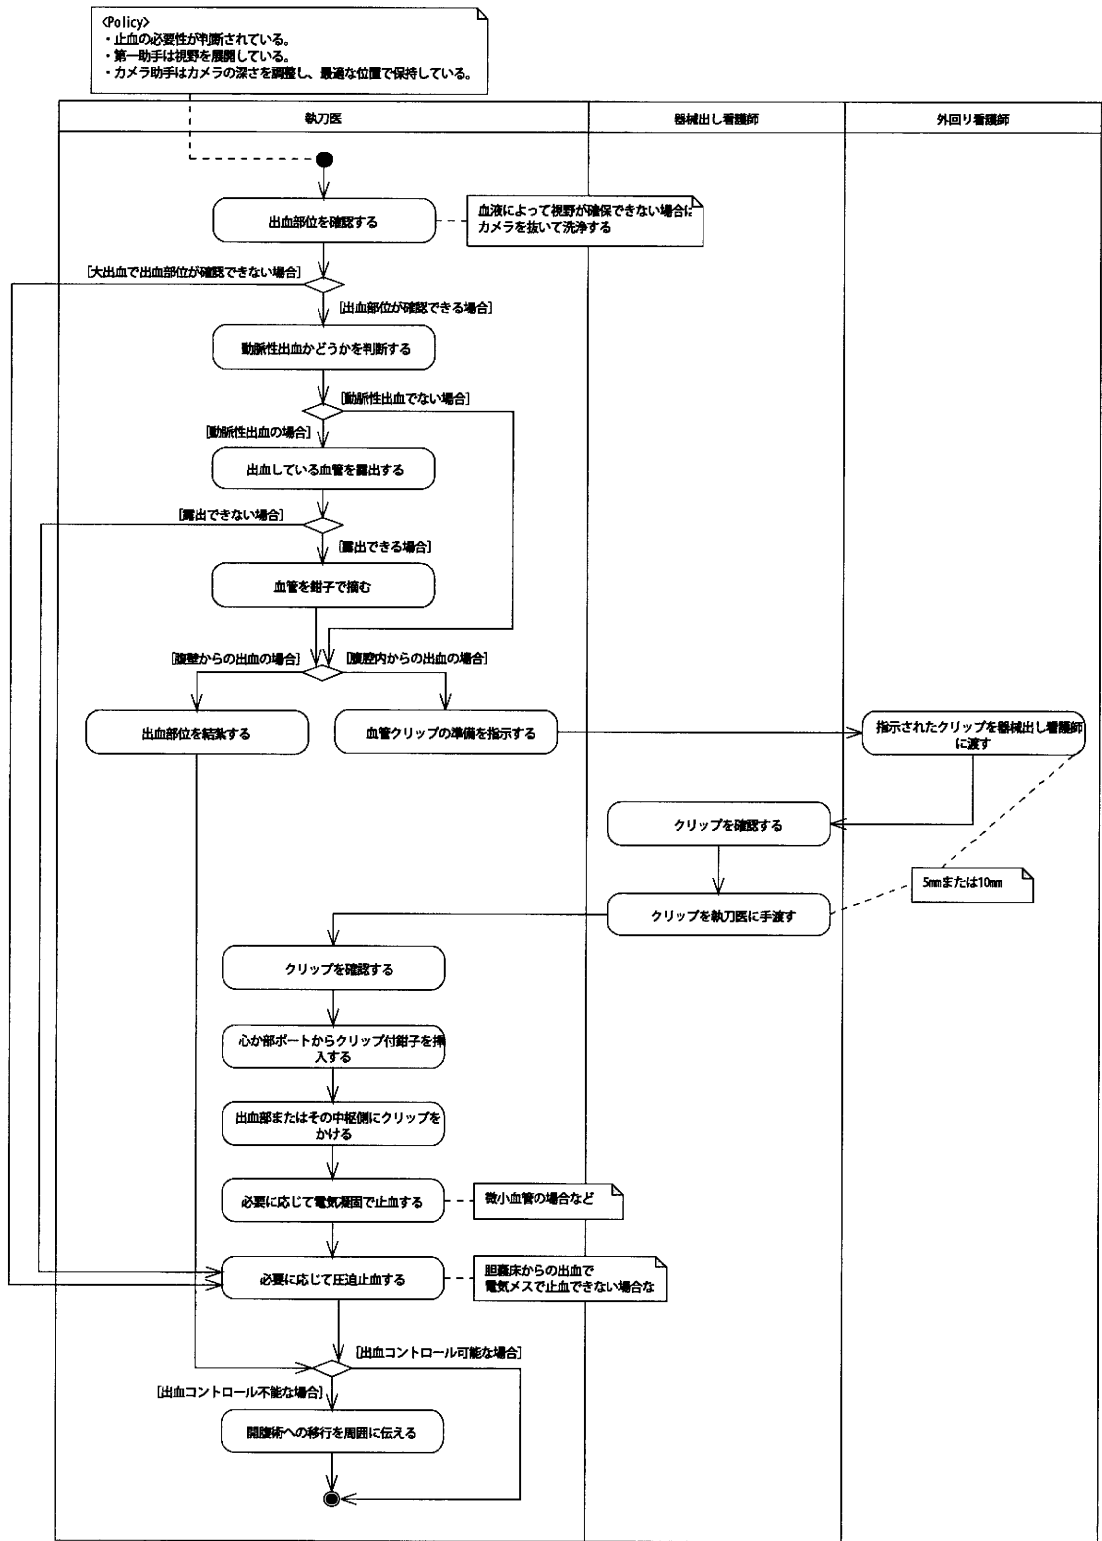 <Policy>
・止血の必要性が判断されている。
・第一助手は視野を展開している。
・カメラ助手はカメラの深さを調整し、最適な位置で保持している。
執刀医
器械出し看護師
外回り看護師
出血部位を確認する
血液によって視野が確保できない場合は
カメラを抜いて洗浄する
[大出血で出血部位が確認できない場合]
[出血部位が確認できる場合]
動脈性出血かどうかを判断する
[動脈性出血でない場合]
[動脈性出血の場合]
出血している血管を露出する
[露出できない場合]
[露出できる場合]
血管を鉗子で摘む
[腹壁からの出血の場合]
[腹腔内からの出血の場合]
出血部位を結紮する
血管クリップの準備を指示する
指示されたクリップを器械出し看護師
に渡す
クリップを確認する
5mmまたは10mm
クリップを執刀医に手渡す
クリップを確認する
心か部ポートからクリップ付鉗子を挿
入する
出血部またはその中枢側にクリップを
かける
必要に応じて電気凝固で止血する
微小血管の場合など
必要に応じて圧迫止血する
胆嚢床からの出血で
電気メスで止血できない場合な
[出血コントロール可能な場合]
[出血コントロール不能な場合]
開腹術への移行を周囲に伝える